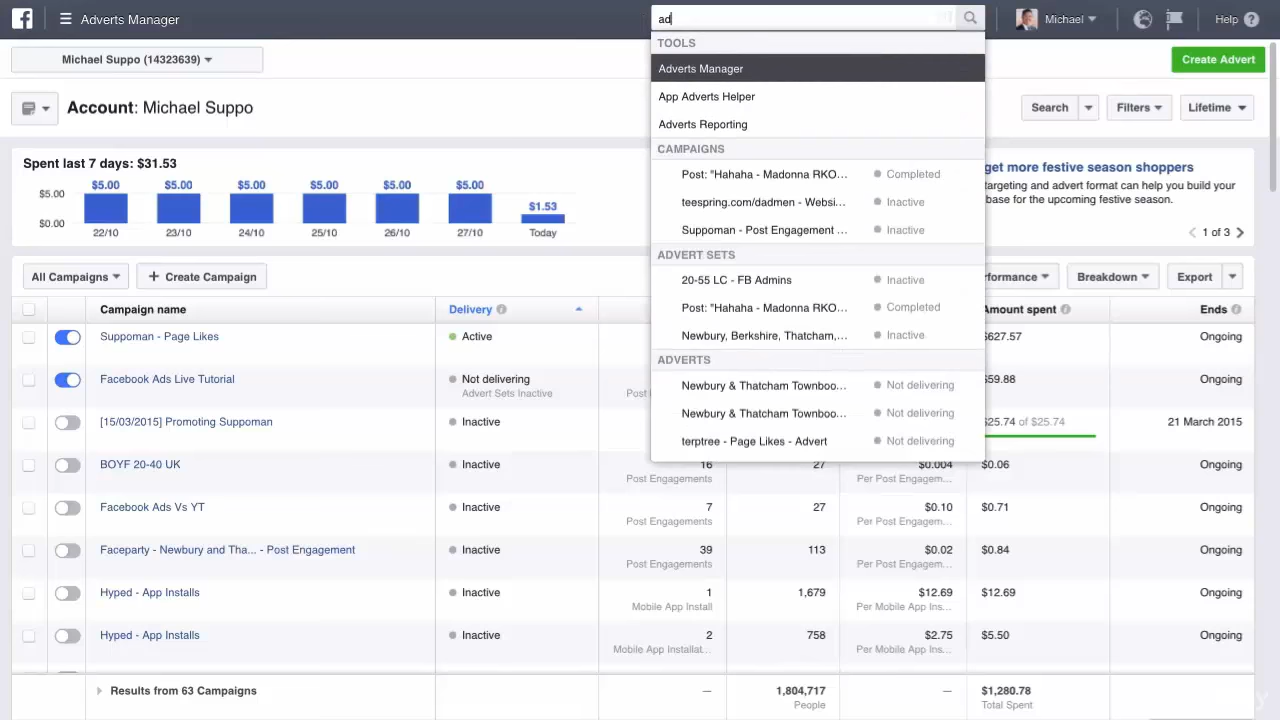 f Adverts Manager ad Michael Help ?
Michael Suppo (14323639) Create Advert
Account: Michael Suppo Search Filters Lifetime
TOOLS
Adverts Manager
App Adverts Helper
Adverts Reporting
CAMPAIGNS
Post: "Hahaha - Madonna RKO... Completed
teespring.com/dadmen - Websi... Inactive
Suppoman - Post Engagement ... Inactive
ADVERT SETS
20-55 LC - FB Admins Inactive
Post: "Hahaha - Madonna RKO... Completed
Newbury, Berkshire, Thatcham,... Inactive
ADVERTS
Newbury & Thatcham Townboo... Not delivering
Newbury & Thatcham Townboo... Not delivering
terptree - Page Likes - Advert Not delivering
Spent last 7 days: $31.53
$5.00 $5.00 $5.00 $5.00 $5.00 $5.00 $5.00
$1.53
$0.00
22/10 23/10 24/10 25/10 26/10 27/10 Today
get more festive season shoppers
targeting and advert format can help you build your
base for the upcoming festive season.
1 of 3
All Campaigns + Create Campaign rformance Breakdown Export
Campaign name Delivery Amount spent Ends
Suppoman - Page Likes Active $627.57 Ongoing
Facebook Ads Live Tutorial Not delivering $59.88 Ongoing
Advert Sets Inactive Post
[15/03/2015] Promoting Suppoman Inactive $25.74 of $25.74 21 March 2015
BOYF 20-40 UK Inactive 16 27 $0.004 $0.06 Ongoing
Post Engagements Per Post Engagem...
Facebook Ads Vs YT Inactive 7 27 $0.10 $0.71 Ongoing
Post Engagements Per Post Engagem...
Faceparty - Newbury and Tha... - Post Engagement Inactive 39 113 $0.02 $0.84 Ongoing
Post Engagements Per Post Engagem...
Hyped - App Installs Inactive 1 1,679 $12.69 $12.69 Ongoing
Mobile App Install Per Mobile App Ins...
Hyped - App Installs Inactive 2 758 $2.75 $5.50 Ongoing
Mobile App Installat... Per Mobile App Ins...
Results from 63 Campaigns — 1,804,717 — $1,280.78
People Total Spent